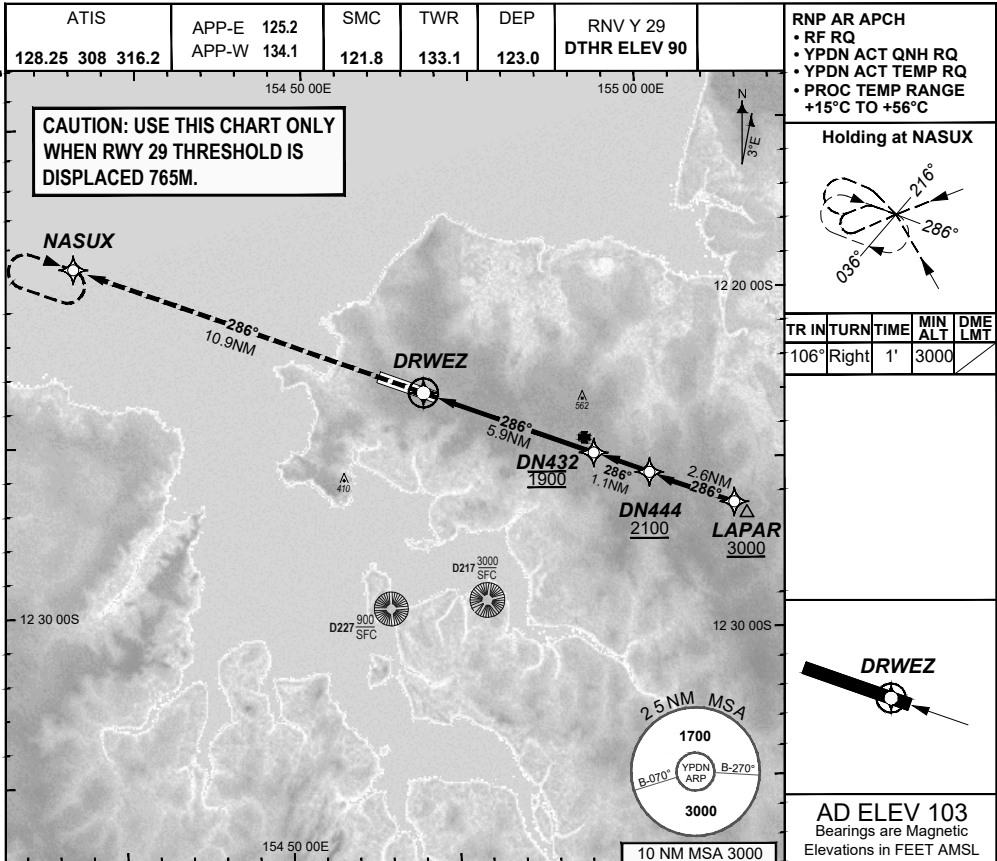 ATIS
128.25 308 316.2
APP-E 125.2
APP-W 134.1
SMC
121.8
TWR
133.1
DEP
123.0
RNV Y 29
DTHR ELEV 90
RNP AR APCH
• RF RQ
• YPDN ACT QNH RQ
• YPDN ACT TEMP RQ
• PROC TEMP RANGE
+15°C TO +56°C
154 50 00E
155 00 00E
CAUTION: USE THIS CHART ONLY
WHEN RWY 29 THRESHOLD IS
DISPLACED 765M.
N
3°E
Holding at NASUX
216°
286°
036°
NASUX
12 20 00S
286°
10.9NM
DRWEZ
TR IN TURN TIME MIN ALT DME LMT
106° Right 1' 3000
562
286°
5.9NM
DN432
1900
286°
1.1NM
2.6NM
286°
DN444
2100
LAPAR
3000
410
D217 3000
SFC
D227 900
SFC
12 30 00S
12 30 00S
DRWEZ
25NM MSA
1700
B-070°
YPDN
ARP
B-270°
3000
154 50 00E
10 NM MSA 3000
AD ELEV 103
Bearings are Magnetic
Elevations in FEET AMSL